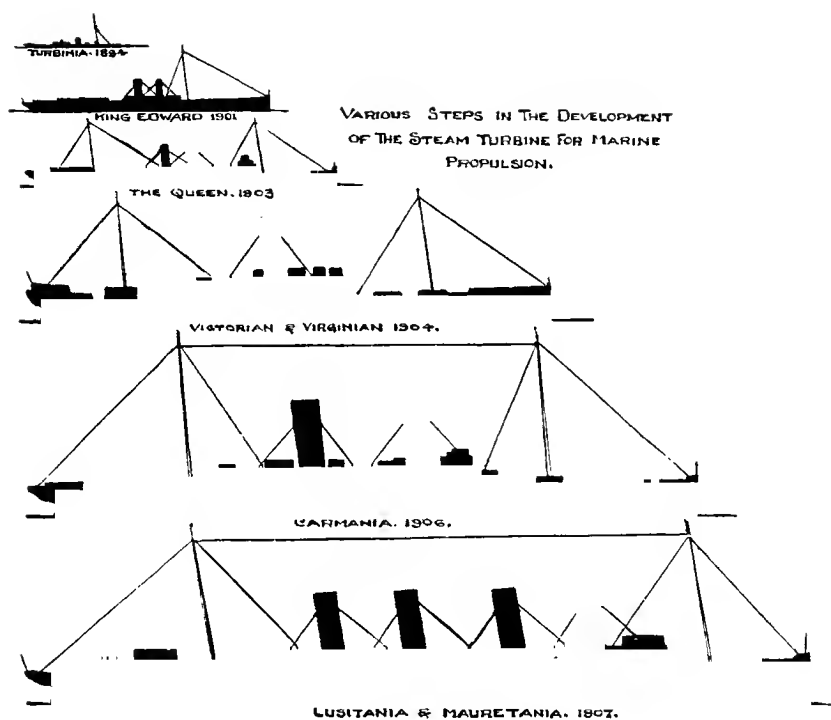 TURBINIA. 1894
KING EDWARD 1901
VARIOUS STEPS IN THE DEVELOPMENT
OF THE STEAM TURBINE FOR MARINE
PROPULSION.
THE QUEEN. 1903
VICTORIAN & VIRGINIAN 1904.
CARMANIA. 1906.
LUSITANIA & MAURETANIA. 1907.